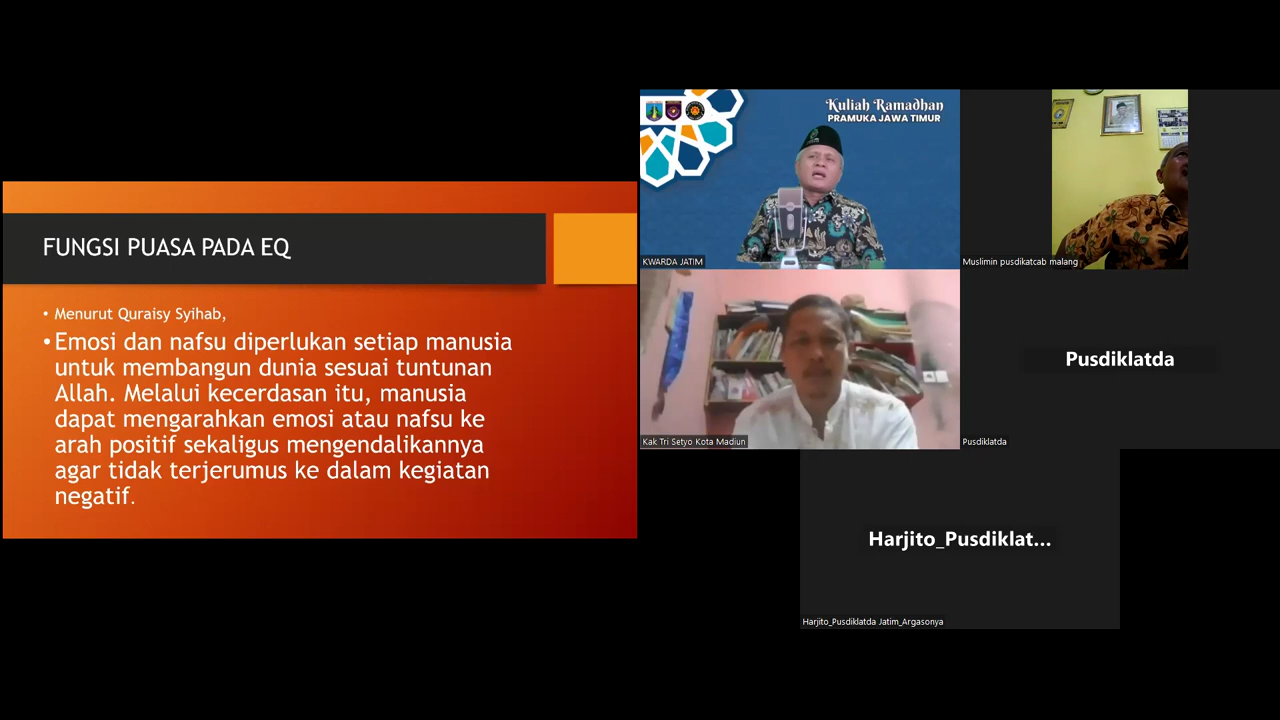 FUNGSI PUASA PADA EQ
• Menurut Quraisy Syihab,
• Emosi dan nafsu diperlukan setiap manusia
untuk membangun dunia sesuai tuntunan
Allah. Melalui kecerdasan itu, manusia
dapat mengarahkan emosi atau nafsu ke
arah positif sekaligus mengendalikannya
agar tidak terjerumus ke dalam kegiatan
negatif.
Kuliah Ramadhan
PRAMUKA JAWA TIMUR
KWARDA JATIM
Muslimin pusdikatcab malang
Kak Tri Setyo Kota Madiun
Pusdiklatda
Pusdiklatda
Harjito_Pusdiklat...
Harjito_Pusdiklatda Jatim_Argasonya